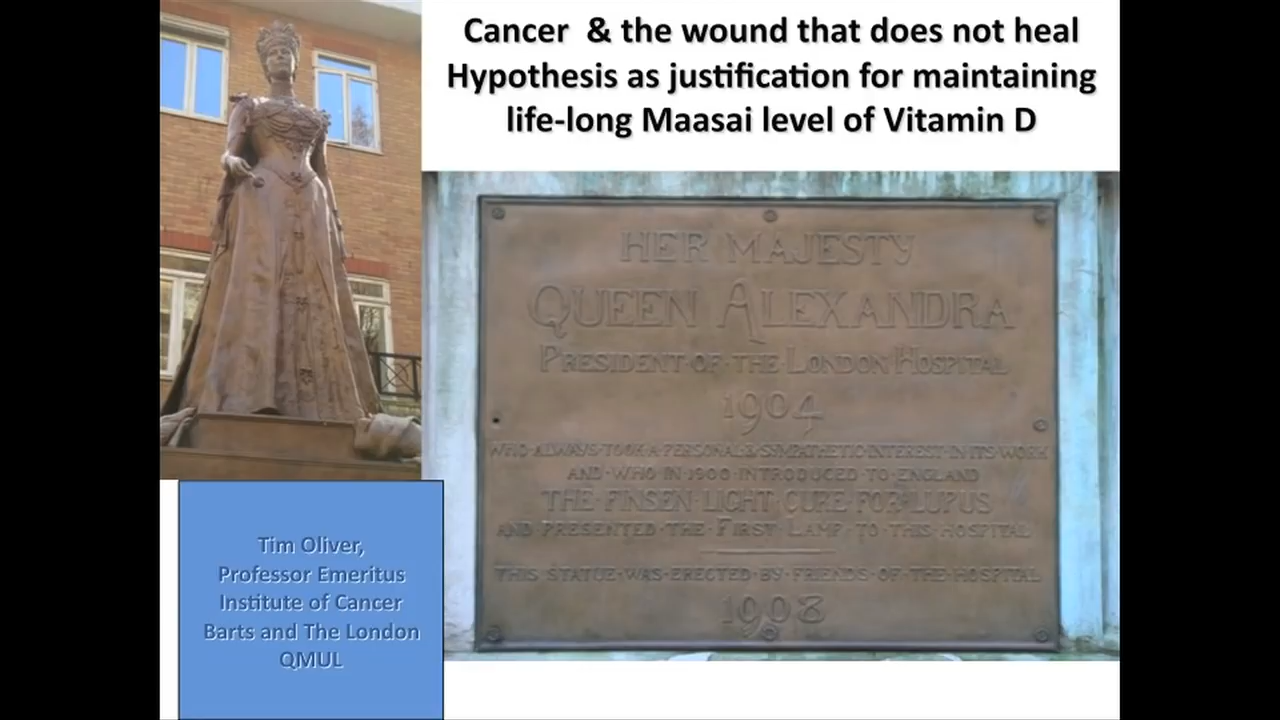 Cancer & the wound that does not heal
Hypothesis as justification for maintaining
life-long Maasai level of Vitamin D
HER MAJESTY
QUEEN ALEXANDRA
PRESIDENT·OF·THE LONDON HOSPITAL
1904
WHO·ALWAYS·TOOK·A·PERSONAL·&·SYMPATHETIC·INTEREST·IN·ITS·WORK
AND·WHO·IN·1900·INTRODUCED·TO·ENGLAND
THE·FINSEN·LIGHT·CURE·FOR·LUPUS
AND·PRESENTED·THE·FIRST·LAMP·TO·THIS·HOSPITAL
THIS·STATUE·WAS·ERECTED·BY·FRIENDS·OF·THE·HOSPITAL
1908
Tim Oliver,
Professor Emeritus
Institute of Cancer
Barts and The London
QMUL